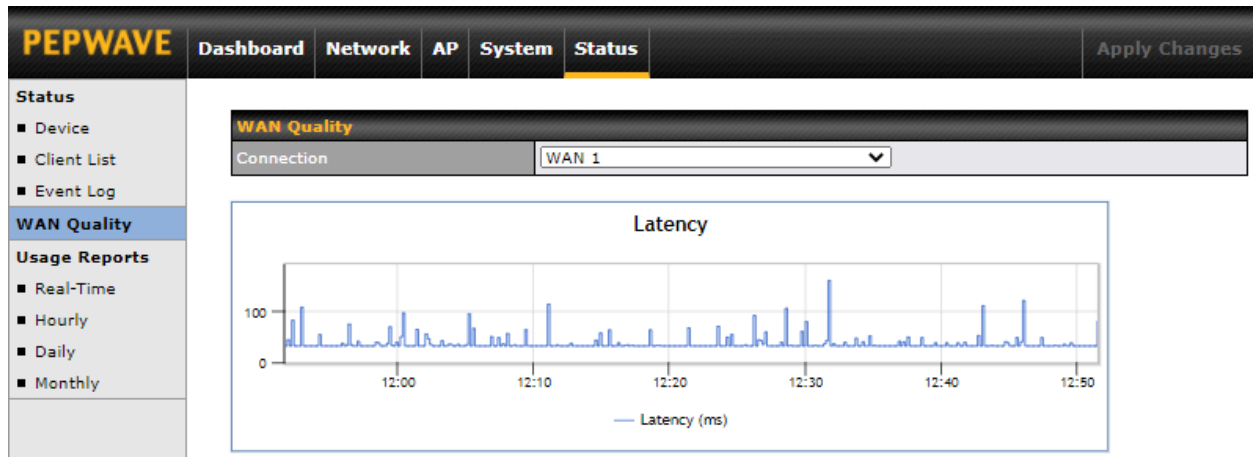 PEPWAVE Dashboard Network AP System Status Apply Changes
Status
Device
Client List
Event Log
WAN Quality
Usage Reports
Real-Time
Hourly
Daily
Monthly
WAN Quality
Connection WAN 1
Latency
100
0
12:00 12:10 12:20 12:30 12:40 12:50
Latency (ms)